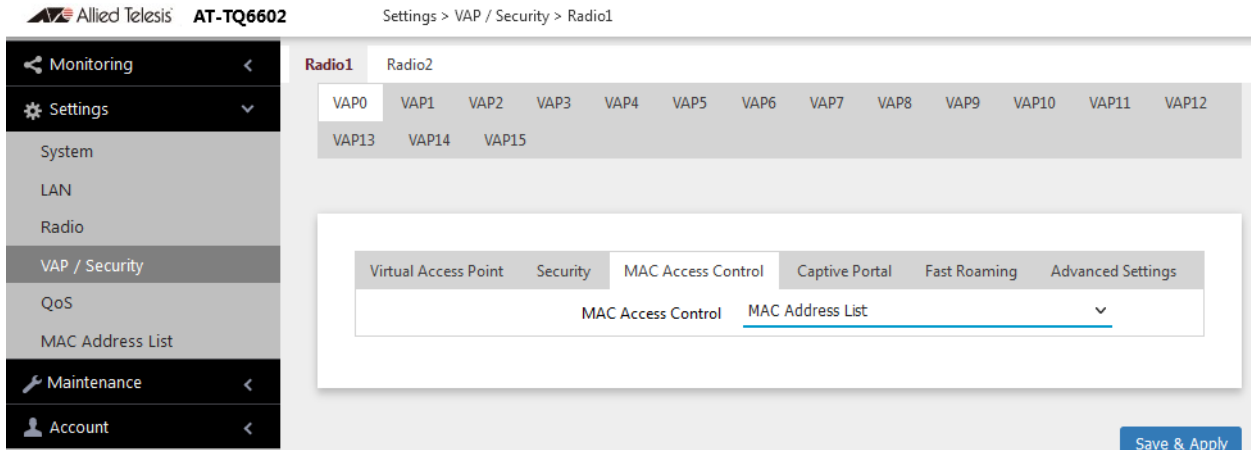 Allied Telesis AT-TQ6602 Settings > VAP / Security > Radio1
Monitoring
Settings
System
LAN
Radio
VAP / Security
QoS
MAC Address List
Maintenance
Account
Radio1 Radio2
VAP0 VAP1 VAP2 VAP3 VAP4 VAP5 VAP6 VAP7 VAP8 VAP9 VAP10 VAP11 VAP12
VAP13 VAP14 VAP15
Virtual Access Point Security MAC Access Control Captive Portal Fast Roaming Advanced Settings
MAC Access Control MAC Address List
Save & Apply